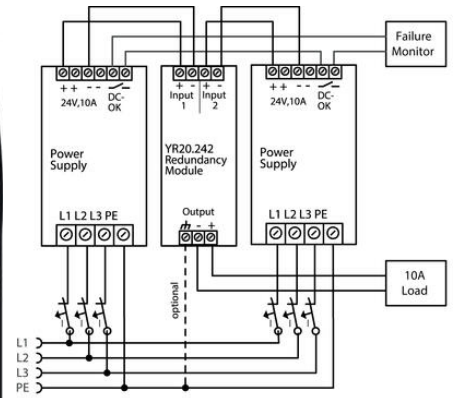 Failure
Monitor
+ + - -
24V,10A
DC-
OK
+ - + -
Input
1
Input
2
+ + - -
24V,10A
DC-
OK
Power
Supply
YR20.242
Redundancy
Module
Power
Supply
L1 L2 L3 PE
Output
- +
L1 L2 L3 PE
optional
10A
Load
L1
L2
L3
PE